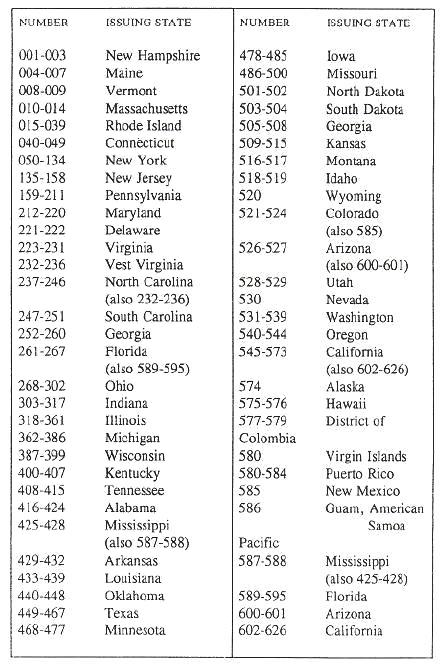 NUMBER ISSUING STATE
001-003 New Hampshire
004-007 Maine
008-009 Vermont
010-014 Massachusetts
015-039 Rhode Island
040-049 Connecticut
050-134 New York
135-158 New Jersey
159-211 Pennsylvania
212-220 Maryland
221-222 Delaware
223-231 Virginia
232-236 Vest Virginia
237-246 North Carolina
(also 232-236)
247-251 South Carolina
252-260 Georgia
261-267 Florida
(also 589-595)
268-302 Ohio
303-317 Indiana
318-361 Illinois
362-386 Michigan
387-399 Wisconsin
400-407 Kentucky
408-415 Tennessee
416-424 Alabama
425-428 Mississippi
(also 587-588)
429-432 Arkansas
433-439 Louisiana
440-448 Oklahoma
449-467 Texas
468-477 Minnesota
NUMBER ISSUING STATE
478-485 Iowa
486-500 Missouri
501-502 North Dakota
503-504 South Dakota
505-508 Georgia
509-515 Kansas
516-517 Montana
518-519 Idaho
520 Wyoming
521-524 Colorado
(also 585)
526-527 Arizona
(also 600-601)
528-529 Utah
530 Nevada
531-539 Washington
540-544 Oregon
545-573 California
(also 602-626)
574 Alaska
575-576 Hawaii
577-579 District of
Colombia
580 Virgin Islands
580-584 Puerto Rico
585 New Mexico
586 Guam, American
Samoa
Pacific
587-588 Mississippi
(also 425-428)
589-595 Florida
600-601 Arizona
602-626 California